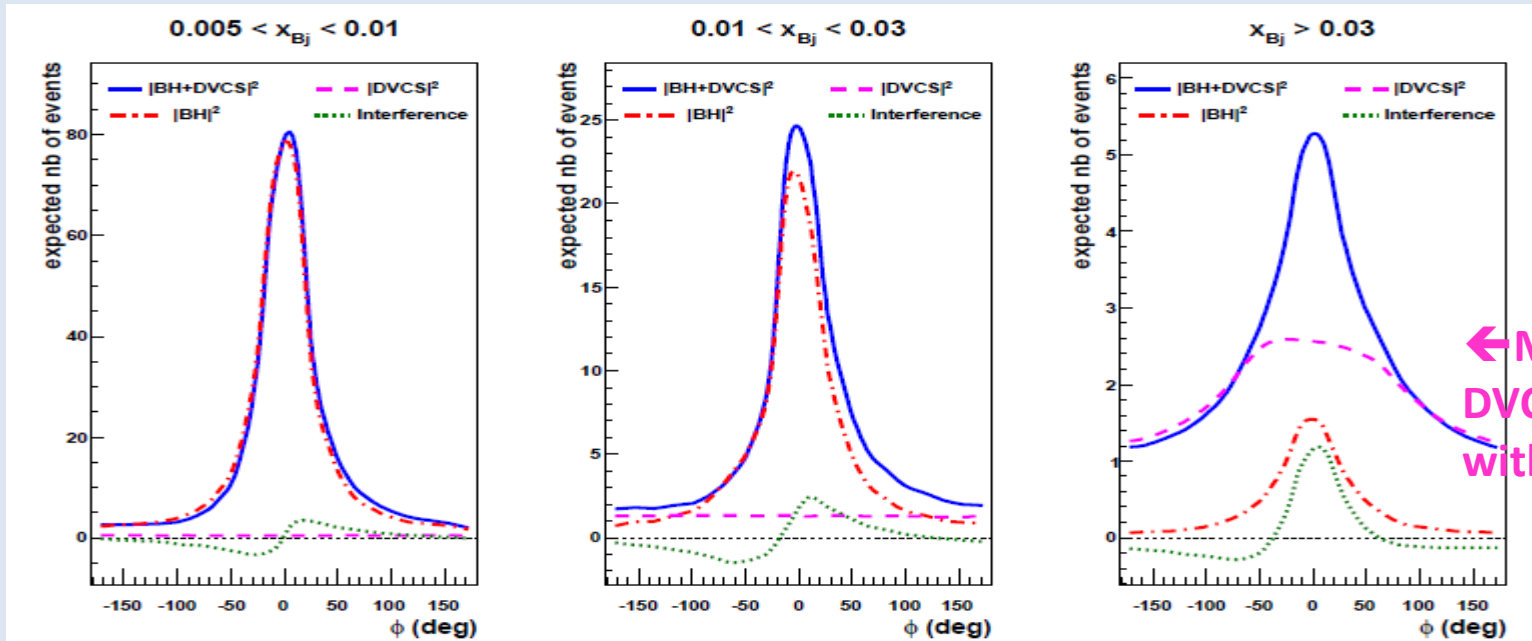 0.005 < x_Bj < 0.01
|BH+DVCS|² |DVCS|²
|BH|² Interference
expected nb of events
80
60
40
20
0
-150 -100 -50 0 50 100 150
ϕ (deg)
0.01 < x_Bj < 0.03
|BH+DVCS|² |DVCS|²
|BH|² Interference
expected nb of events
25
20
15
10
5
0
-150 -100 -50 0 50 100 150
ϕ (deg)
x_Bj > 0.03
|BH+DVCS|² |DVCS|²
|BH|² Interference
expected nb of events
6
5
4
3
2
1
0
-150 -100 -50 0 50 100 150
ϕ (deg)
←